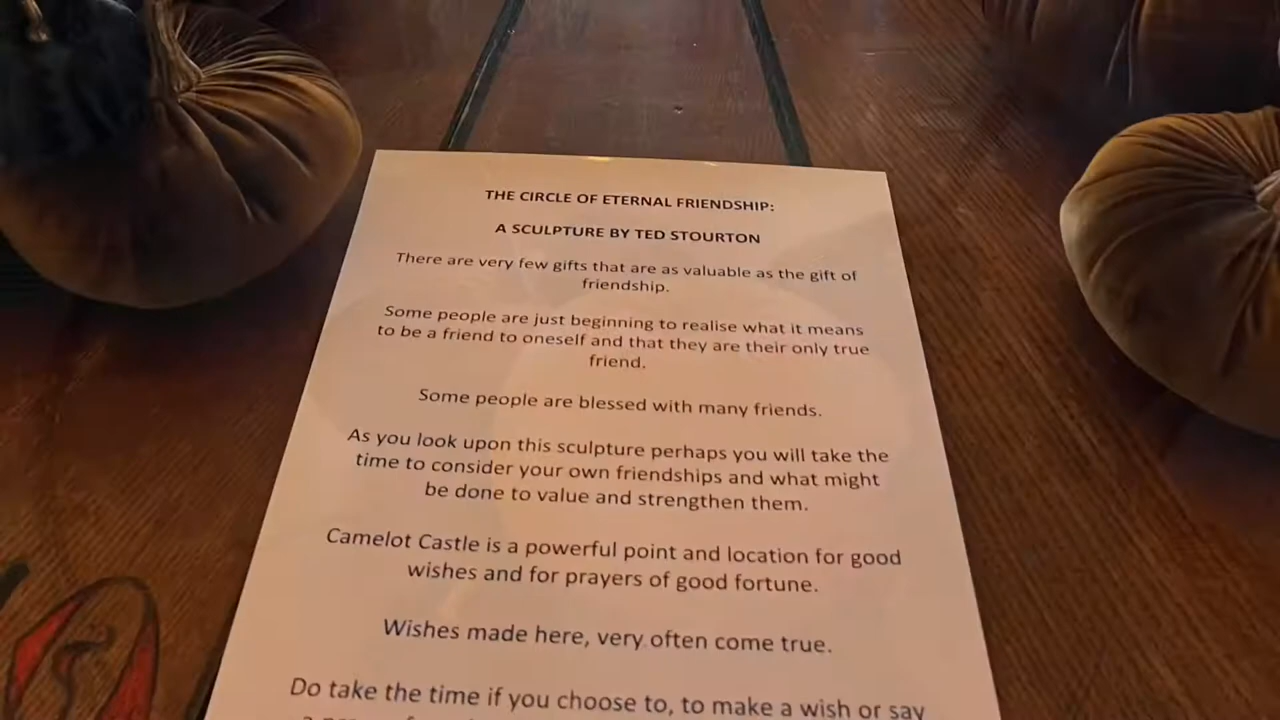 THE CIRCLE OF ETERNAL FRIENDSHIP:
A SCULPTURE BY TED STOURTON
There are very few gifts that are as valuable as the gift of
friendship.
Some people are just beginning to realise what it means
to be a friend to oneself and that they are their only true
friend.
Some people are blessed with many friends.
As you look upon this sculpture perhaps you will take the
time to consider your own friendships and what might
be done to value and strengthen them.
Camelot Castle is a powerful point and location for good
wishes and for prayers of good fortune.
Wishes made here, very often come true.
Do take the time if you choose to, to make a wish or say